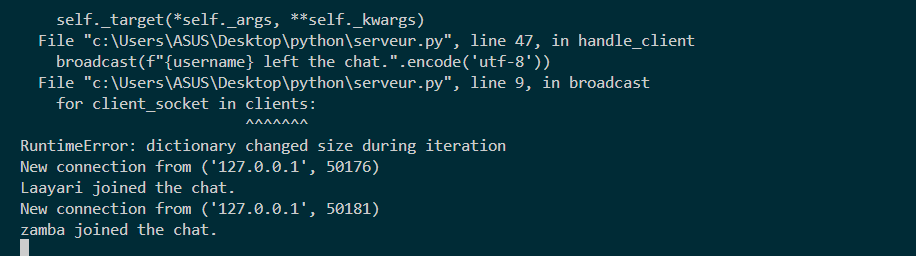 self._target(*self._args, **self._kwargs)
File "c:\Users\ASUS\Desktop\python\serveur.py", line 47, in handle_client
broadcast(f"{username} left the chat.".encode('utf-8'))
File "c:\Users\ASUS\Desktop\python\serveur.py", line 9, in broadcast
for client_socket in clients:
^^^^^^^
RuntimeError: dictionary changed size during iteration
New connection from ('127.0.0.1', 50176)
Laayari joined the chat.
New connection from ('127.0.0.1', 50181)
zamba joined the chat.